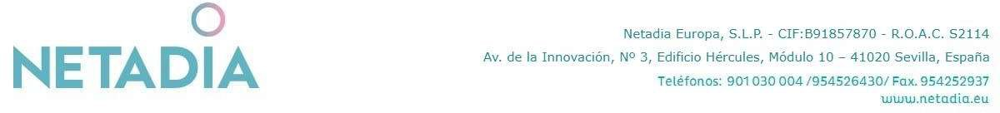 NETADIA
Netadia Europa, S.L.P. - CIF:B91857870 - R.O.A.C. S2114
Av. de la Innovación, Nº 3, Edificio Hércules, Módulo 10 – 41020 Sevilla, España
Teléfonos: 901 030 004 /954526430/ Fax. 954252937
www.netadia.eu